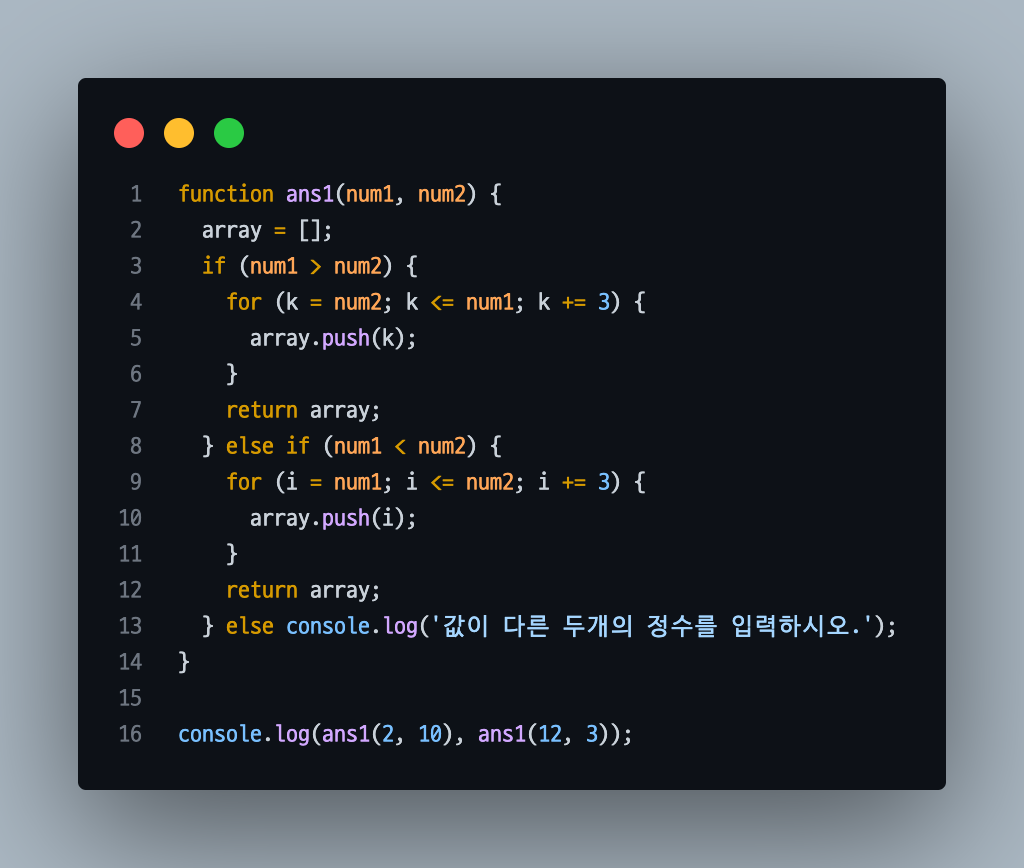 1 function ans1(num1, num2) {
2 array = [];
3 if (num1 > num2) {
4 for (k = num2; k <= num1; k += 3) {
5 array.push(k);
6 }
7 return array;
8 } else if (num1 < num2) {
9 for (i = num1; i <= num2; i += 3) {
10 array.push(i);
11 }
12 return array;
13 } else console.log('값이 다른 두개의 정수를 입력하시오.');
14 }
15
16 console.log(ans1(2, 10), ans1(12, 3));